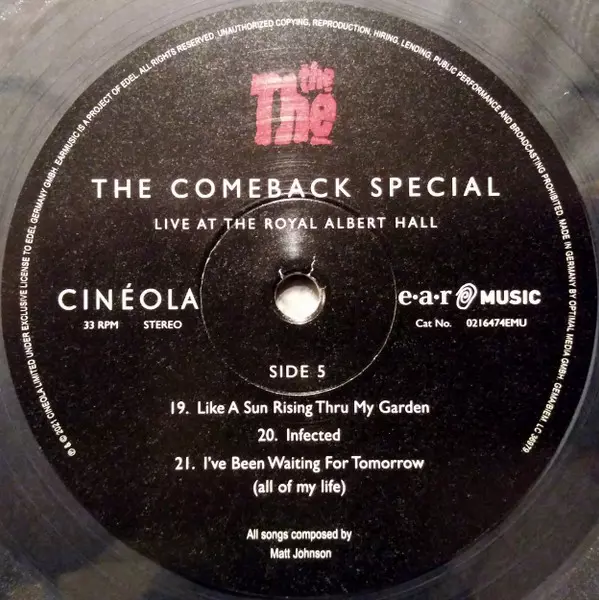 ℗ & © 2021 CINEOLA LIMITED UNDER EXCLUSIVE LICENSE TO EDEL GERMANY GMBH. EARMUSIC IS A PROJECT OF EDEL. ALL RIGHTS RESERVED. UNAUTHORIZED COPYING, REPRODUCTION, HIRING, LENDING, PUBLIC PERFORMANCE AND BROADCASTING PROHIBITED. MADE IN GERMANY BY OPTIMAL MEDIA GMBH. GEMA/BIEM LC 30979
the
The
THE COMEBACK SPECIAL
LIVE AT THE ROYAL ALBERT HALL
CINÉOLA
33 RPM STEREO
e•a•r MUSIC
Cat No. 0216474EMU
SIDE 5
19. Like A Sun Rising Thru My Garden
20. Infected
21. I've Been Waiting For Tomorrow
(all of my life)
All songs composed by
Matt Johnson